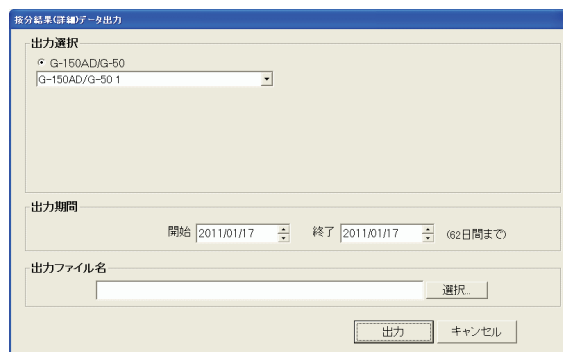 按分結果(詳細)データ出力
出力選択
G-150AD/G-50
G-150AD/G-50 1
出力期間
開始 2011/01/17 終了 2011/01/17 (62日間まで)
出力ファイル名
選択...
出力 キャンセル